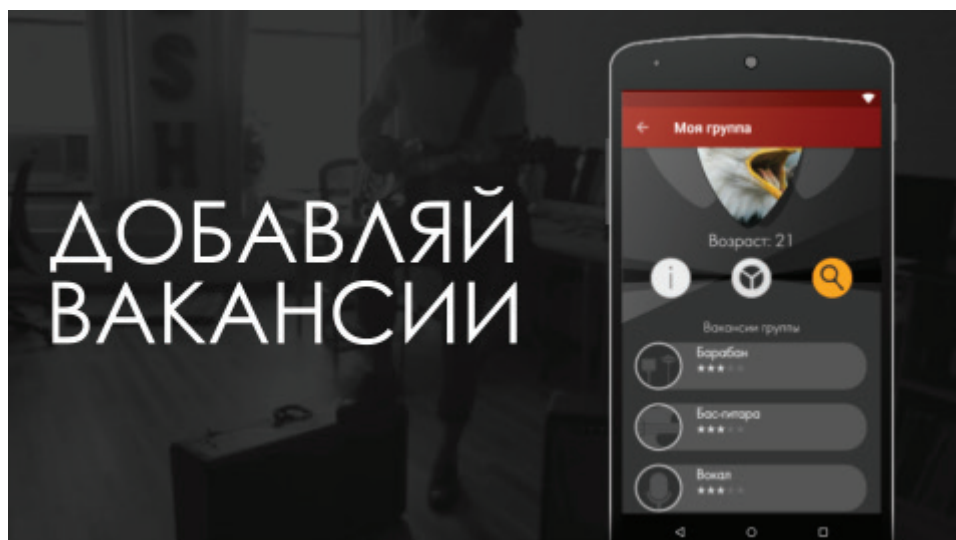 S
H
ДОБАВЛЯЙ
ВАКАНСИИ
Моя группа
Возраст: 21
i
Вакансии группы
Барабан
Бас-гитара
Вокал